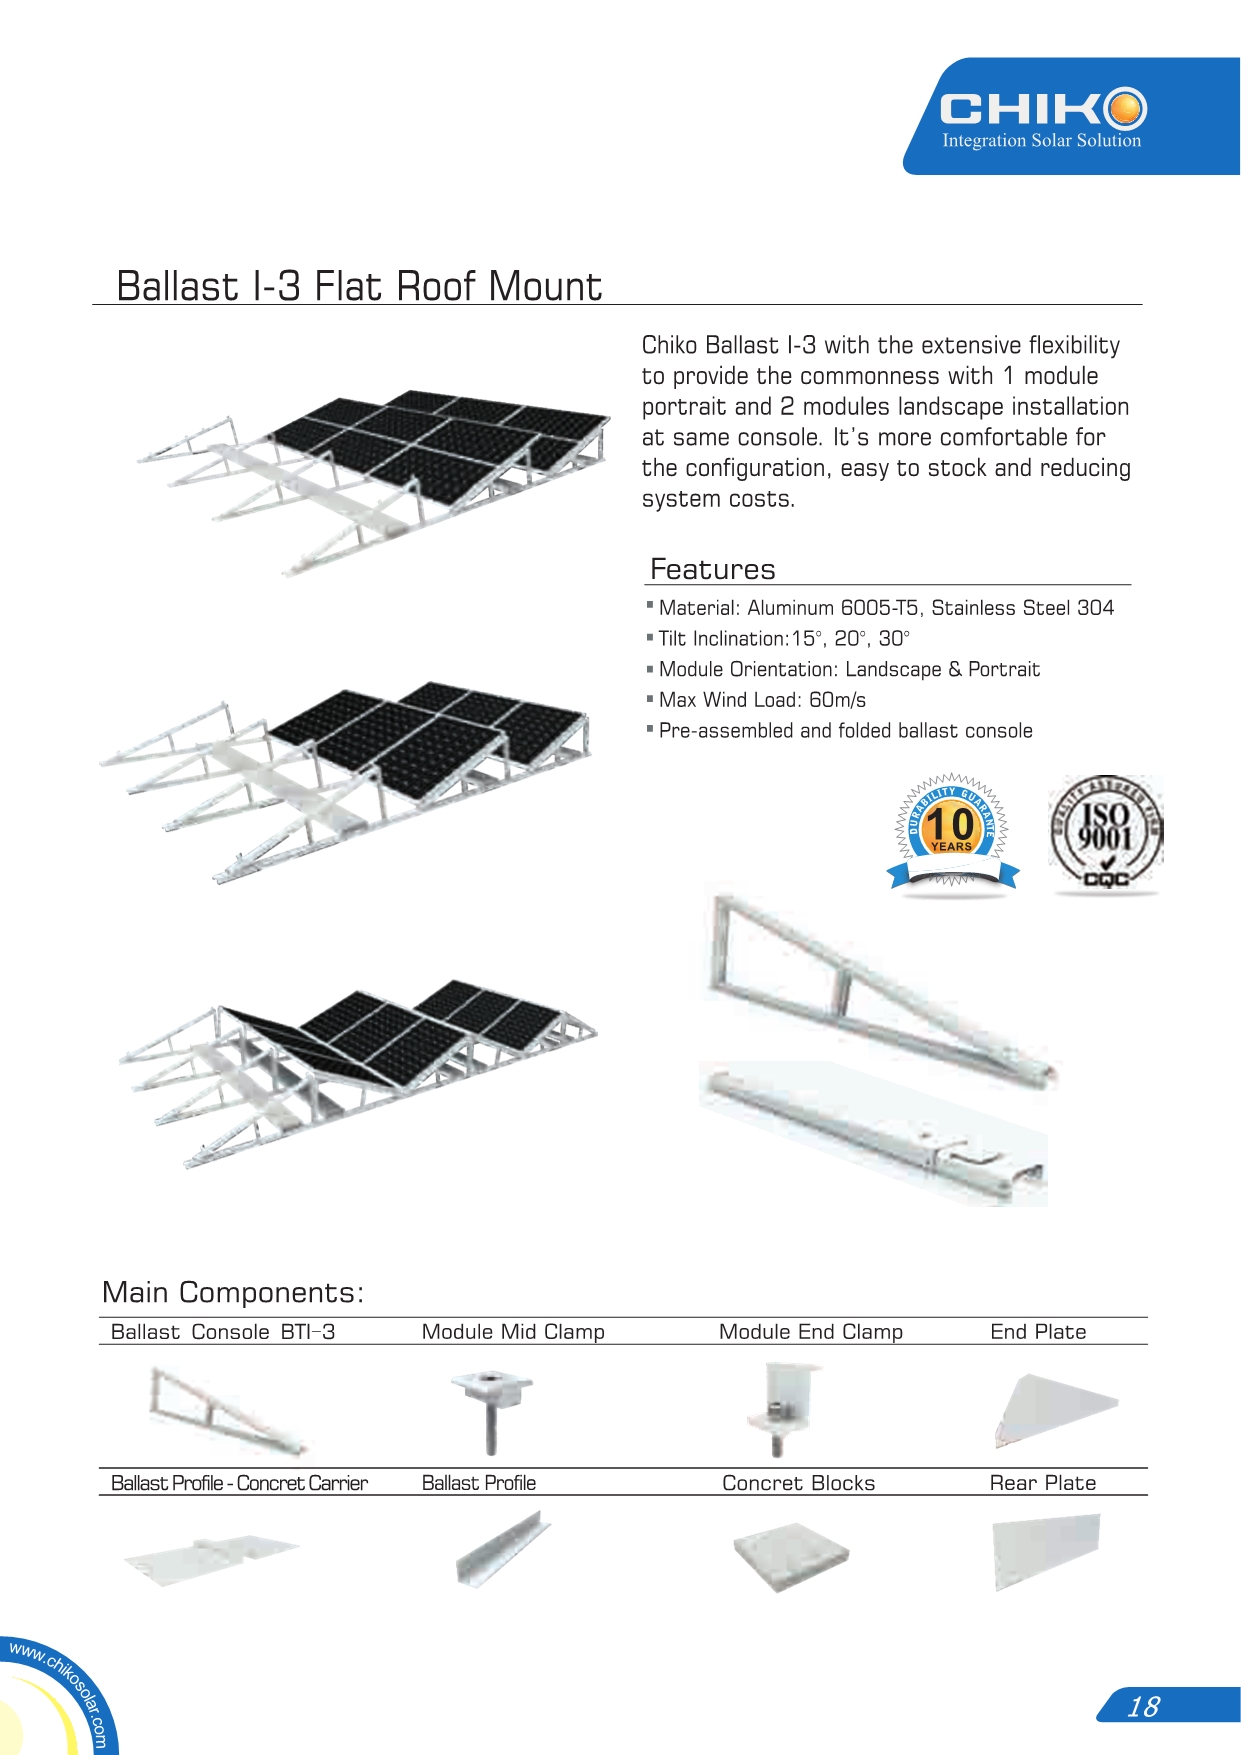 CHIKO
Integration Solar Solution
Ballast I-3 Flat Roof Mount
Chiko Ballast I-3 with the extensive flexibility
to provide the commonness with 1 module
portrait and 2 modules landscape installation
at same console. It's more comfortable for
the configuration, easy to stock and reducing
system costs.
Features
Material: Aluminum 6005-T5, Stainless Steel 304
Tilt Inclination:15°, 20°, 30°
Module Orientation: Landscape & Portrait
Max Wind Load: 60m/s
Pre-assembled and folded ballast console
DURABILITY GUARANTE
10
YEARS
QUALITY ASSURED FIRM
ISO
9001
CQC
Main Components:
Ballast Console BTI-3 Module Mid Clamp Module End Clamp End Plate
Ballast Profile - Concret Carrier Ballast Profile Concret Blocks Rear Plate
www.chikosolar.com
18